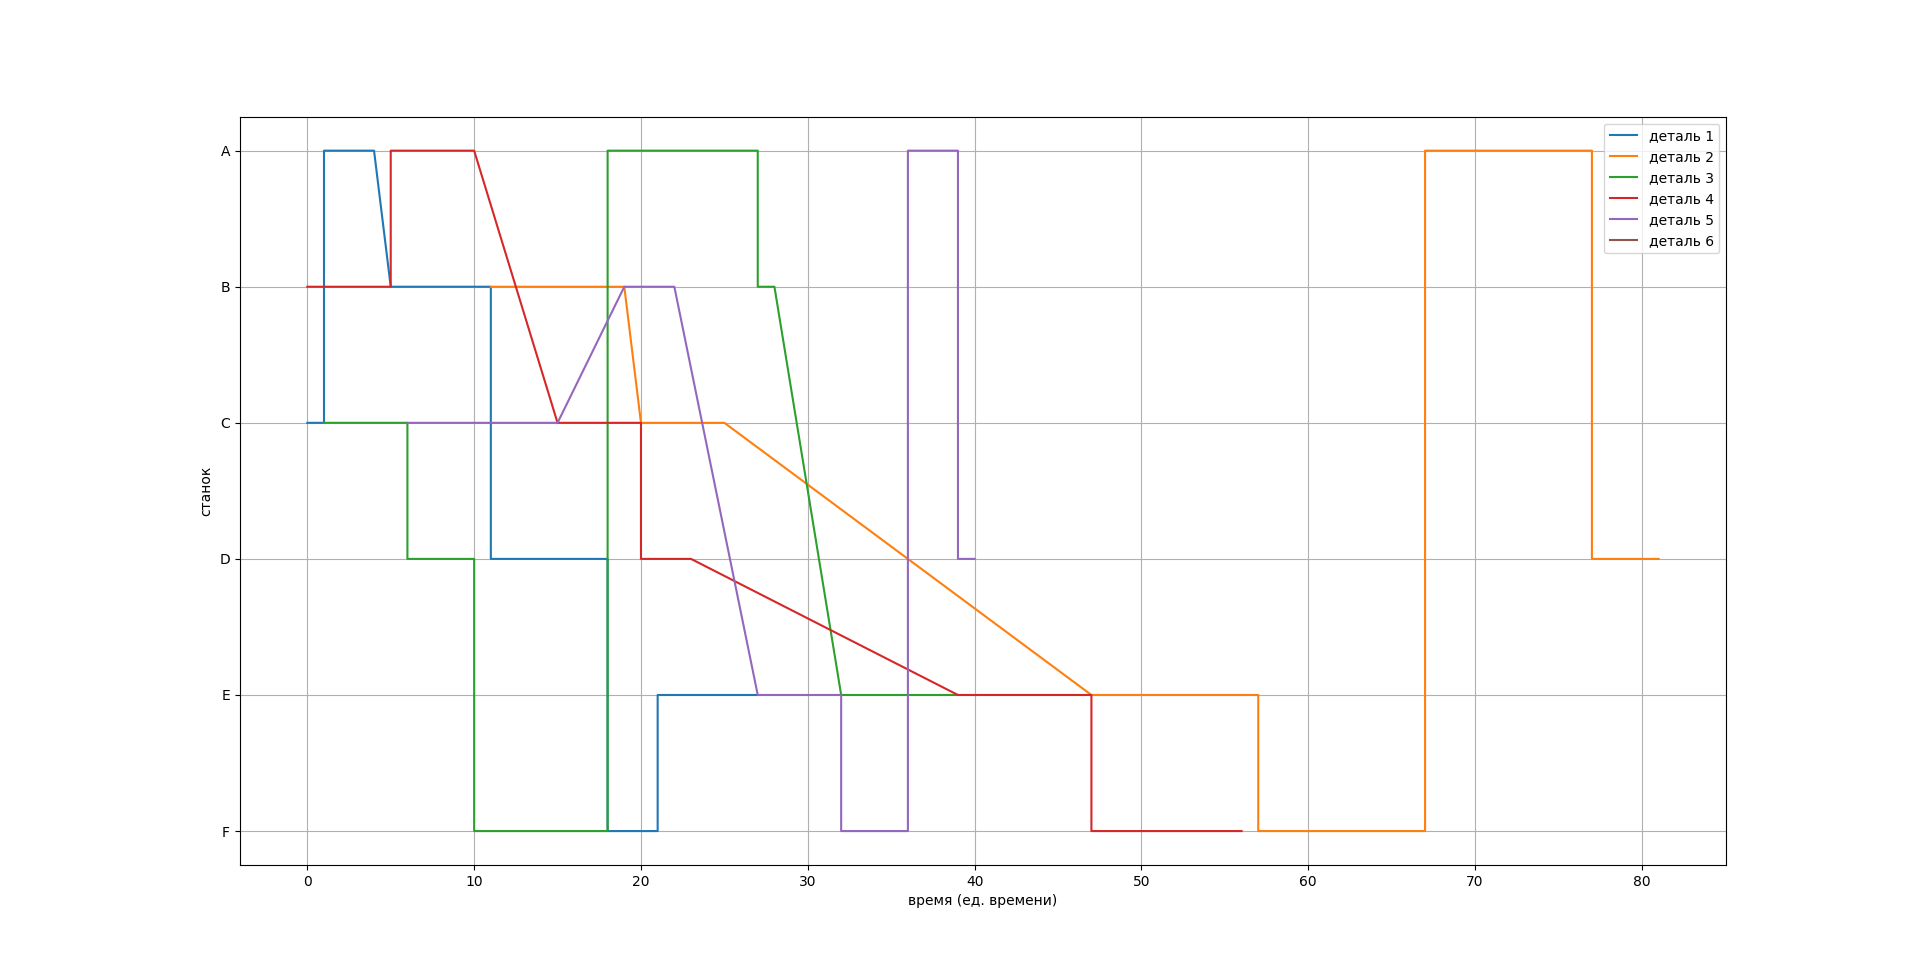 деталь 1
деталь 2
деталь 3
деталь 4
деталь 5
деталь 6
A
B
C
D
E
F
станок
0 10 20 30 40 50 60 70 80
время (ед. времени)